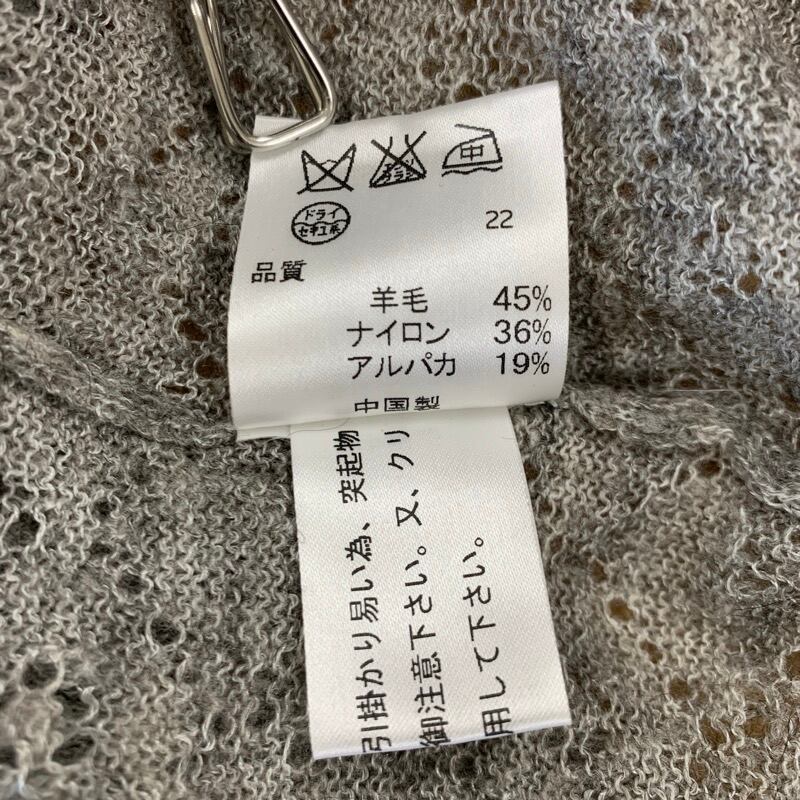 中
ドライ
セキユ系
22
品質
羊毛 45%
ナイロン 36%
アルパカ 19%
中国製
引掛かり易い為、突起物
御注意下さい。又、クリ
用して下さい。